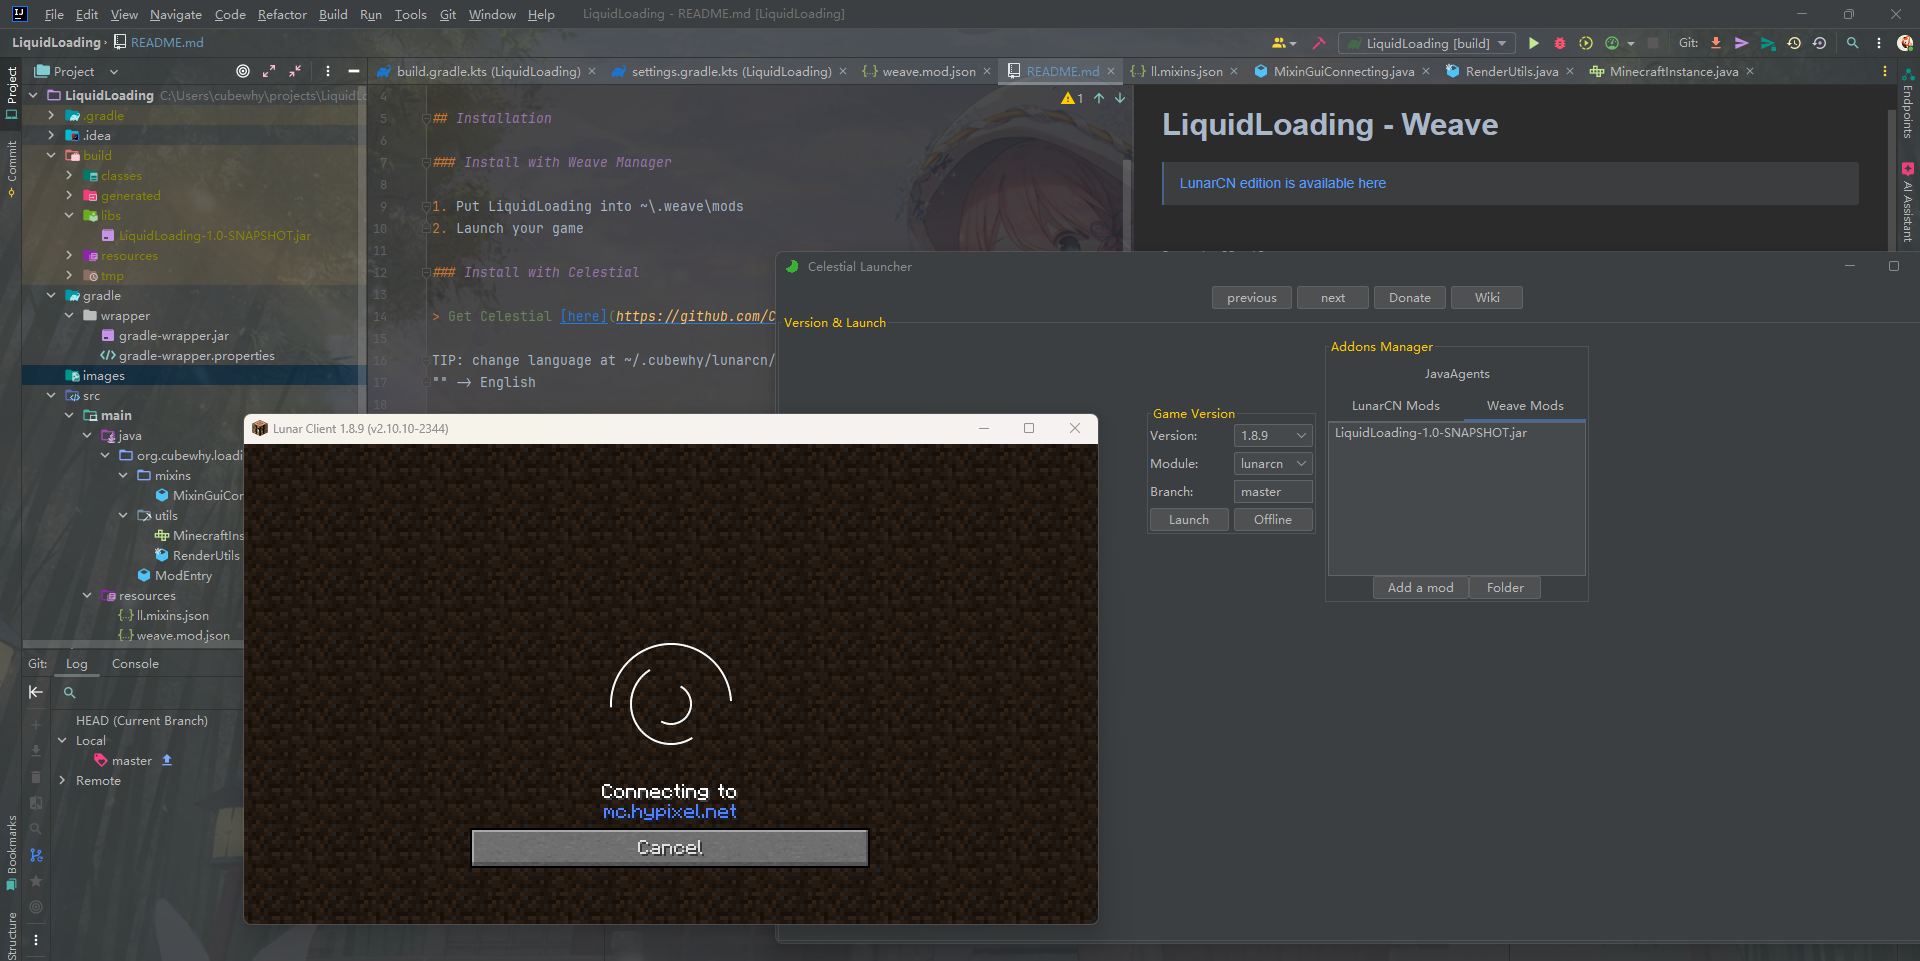 File Edit View Navigate Code Refactor Build Run Tools Git Window Help LiquidLoading - README.md [LiquidLoading]
LiquidLoading › README.md
LiquidLoading [build]
Git:
Project
build.gradle.kts (LiquidLoading)
settings.gradle.kts (LiquidLoading)
weave.mod.json
README.md
ll.mixins.json
MixinGuiConnecting.java
RenderUtils.java
MinecraftInstance.java
Project
Commit
Bookmarks
Structure
LiquidLoading C:\Users\cubewhy\projects\LiquidLo
.gradle
.idea
build
classes
generated
libs
LiquidLoading-1.0-SNAPSHOT.jar
resources
tmp
gradle
wrapper
gradle-wrapper.jar
gradle-wrapper.properties
images
src
main
java
org.cubewhy.loadi
mixins
MixinGuiCor
utils
MinecraftIns
RenderUtils
ModEntry
resources
ll.mixins.json
weave.mod.json
Git: Log Console
HEAD (Current Branch)
Local
master
Remote
1
4
5 ## Installation
6
7 ### Install with Weave Manager
8
9 1. Put LiquidLoading into ~\.weave\mods
10 2. Launch your game
11
12 ### Install with Celestial
13
14 > Get Celestial [here](https://github.com/C
15
16 TIP: change language at ~/.cubewhy/lunarcn/
17 "" -> English
18
LiquidLoading - Weave
LunarCN edition is available here
Endpoints
AI Assistant
Celestial Launcher
previous next Donate Wiki
Version & Launch
Game Version
Version: 1.8.9
Module: lunarcn
Branch: master
Launch Offline
Addons Manager
JavaAgents
LunarCN Mods Weave Mods
LiquidLoading-1.0-SNAPSHOT.jar
Add a mod Folder
Lunar Client 1.8.9 (v2.10.10-2344)
Connecting to
mc.hypixel.net
Cancel